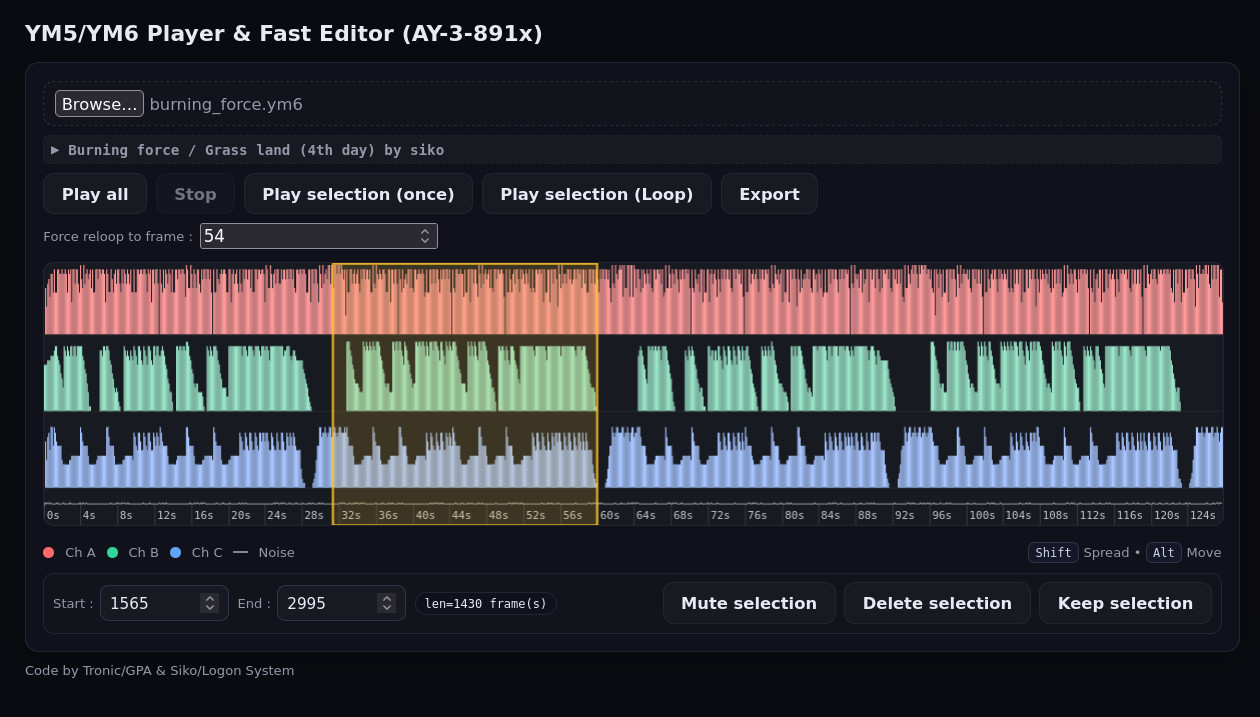 YM5/YM6 Player & Fast Editor (AY-3-891x)
Browse... burning_force.ym6
▶ Burning force / Grass land (4th day) by siko
Play all Stop Play selection (once) Play selection (Loop) Export
Force reloop to frame : 54
0s 4s 8s 12s 16s 20s 24s 28s 32s 36s 40s 44s 48s 52s 56s 60s 64s 68s 72s 76s 80s 84s 88s 92s 96s 100s 104s 108s 112s 116s 120s 124s
Ch A Ch B Ch C Noise Shift Spread • Alt Move
Start : 1565 End : 2995 len=1430 frame(s) Mute selection Delete selection Keep selection
Code by Tronic/GPA & Siko/Logon System